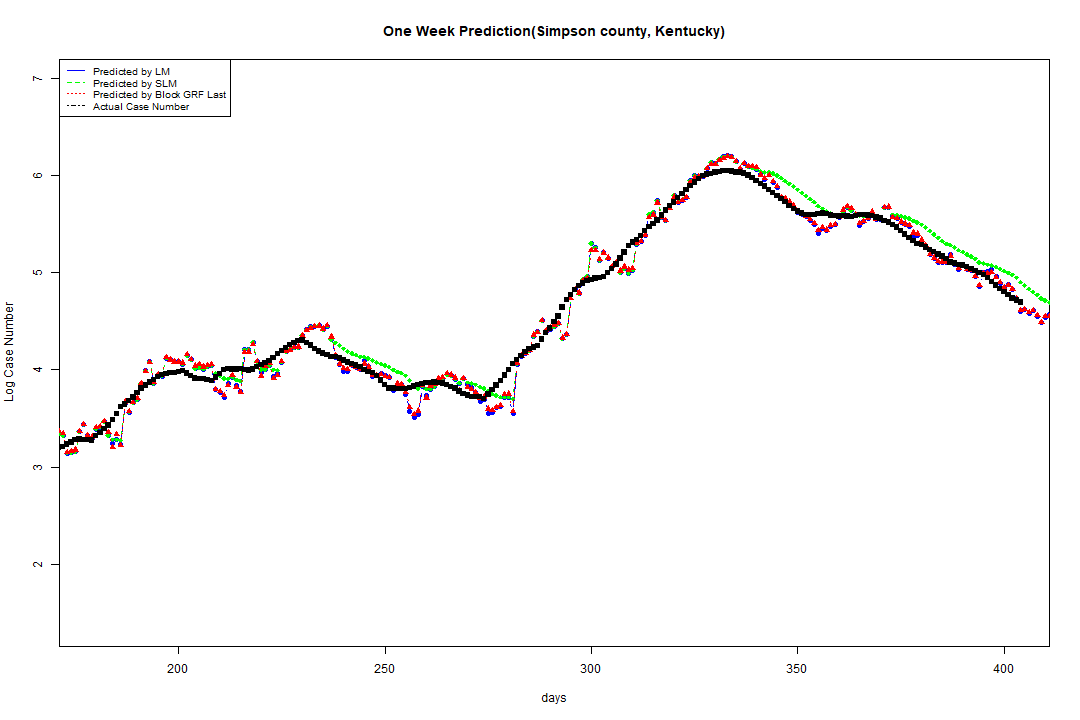 One Week Prediction(Simpson county, Kentucky)
Predicted by LM
Predicted by SLM
Predicted by Block GRF Last
Actual Case Number
7
6
5
4
3
2
Log Case Number
200
250
300
350
400
days